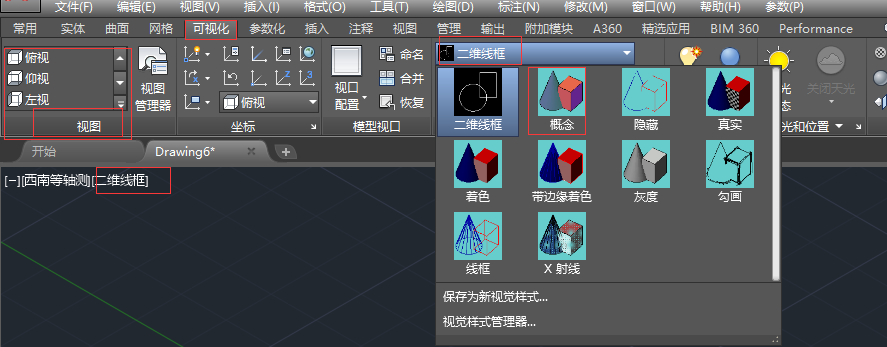 文件(F) 编辑(E) 视图(V) 插入(I) 格式(O) 工具(T) 绘图(D) 标注(N) 修改(M) 窗口(W) 帮助(H) 参数(P)
常用 实体 曲面 网格 可视化 参数化 插入 注释 视图 管理 输出 附加模块 A360 精选应用 BIM 360 Performance
俯视
仰视
左视
视图
视图
管理器
俯视
坐标
视口
配置
命名
合并
恢复
模型视口
二维线框
二维线框 概念 隐藏 真实
着色 带边缘着色 灰度 勾画
线框 X 射线
保存为新视觉样式...
视觉样式管理器...
态
关闭天光
光和位置
开始 Drawing6*
[−][西南等轴测][二维线框]